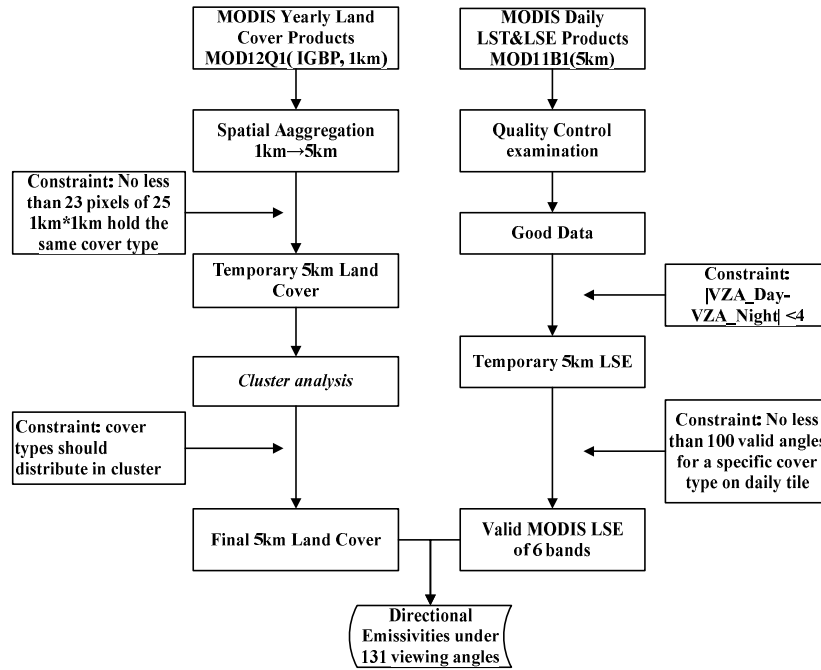 MODIS Yearly Land
Cover Products
MOD12Q1( IGBP, 1km)
MODIS Daily
LST&LSE Products
MOD11B1(5km)
Spatial Aaggregation
1km→5km
Quality Control
examination
Constraint: No less
than 23 pixels of 25
1km*1km hold the
same cover type
Good Data
Temporary 5km Land
Cover
Constraint:
|VZA_Day-
VZA_Night| <4
Temporary 5km LSE
Cluster analysis
Constraint: cover
types should
distribute in cluster
Constraint: No less
than 100 valid angles
for a specific cover
type on daily tile
Final 5km Land Cover
Valid MODIS LSE
of 6 bands
Directional
Emissivities under
131 viewing angles